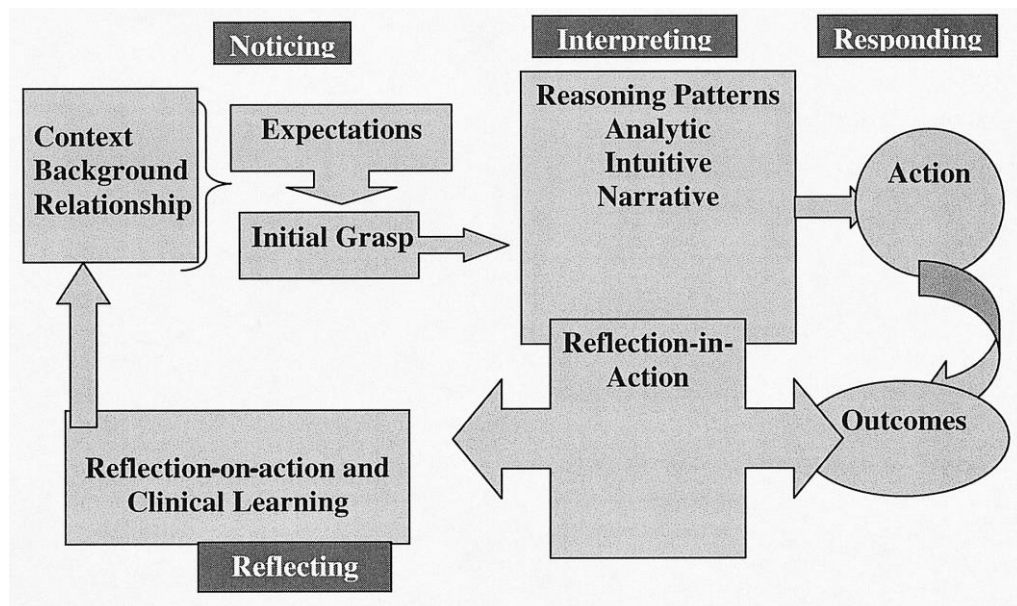 Noticing
Interpreting
Responding
Context
Background
Relationship
Expectations
Initial Grasp
Reasoning Patterns
Analytic
Intuitive
Narrative
Action
Reflection-in-
Action
Outcomes
Reflection-on-action and
Clinical Learning
Reflecting